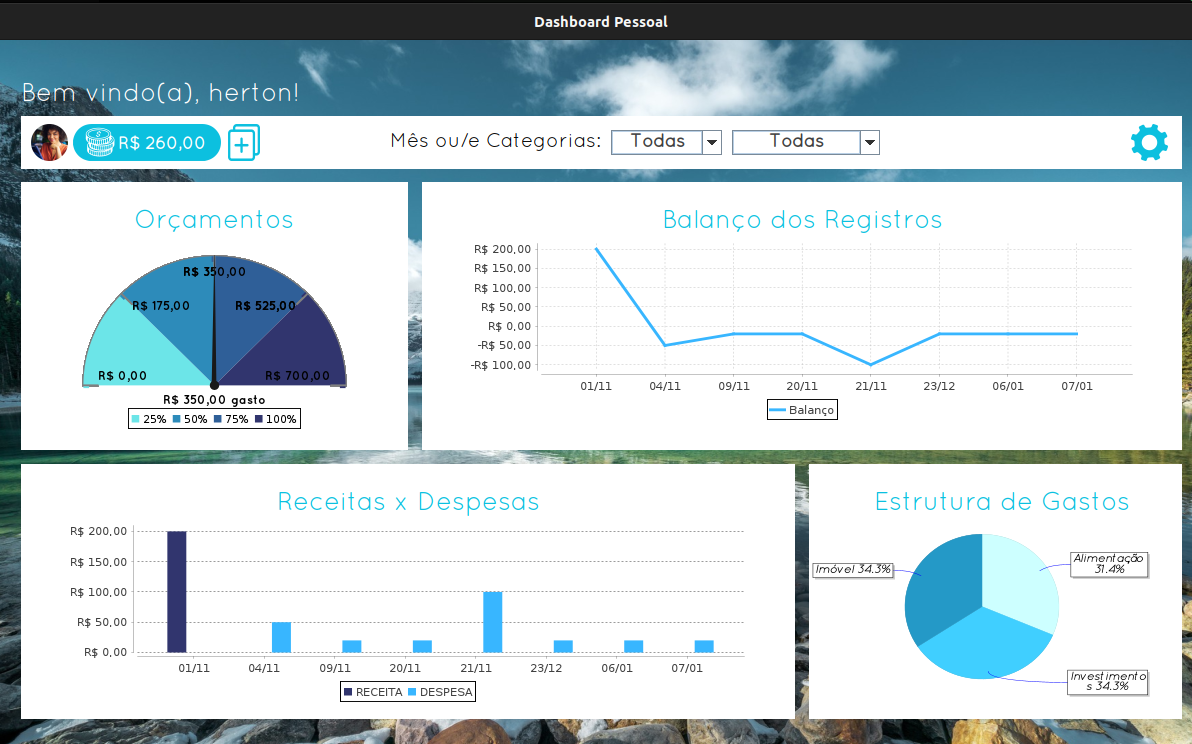 Dashboard Pessoal
Bem vindo(a), herton!
R$ 260,00
Mês ou/e Categorias: Todas Todas
Orçamentos
R$ 350,00
R$ 175,00 R$ 525,00
R$ 0,00 R$ 700,00
R$ 350,00 gasto
25% 50% 75% 100%
Balanço dos Registros
R$ 200,00
R$ 150,00
R$ 100,00
R$ 50,00
R$ 0,00
-R$ 50,00
-R$ 100,00
01/11 04/11 09/11 20/11 21/11 23/12 06/01 07/01
Balanço
Receitas x Despesas
R$ 200,00
R$ 150,00
R$ 100,00
R$ 50,00
R$ 0,00
01/11 04/11 09/11 20/11 21/11 23/12 06/01 07/01
RECEITA DESPESA
Estrutura de Gastos
Alimentação
31.4%
Imóvel 34.3%
Investimento
s 34.3%